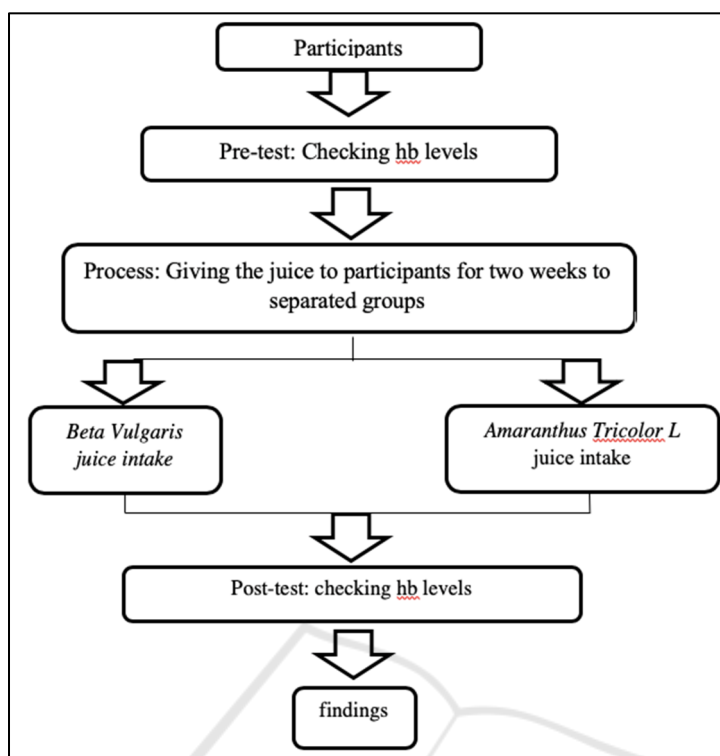 Participants
Pre-test: Checking hb levels
Process: Giving the juice to participants for two weeks to
separated groups
Beta Vulgaris
juice intake
Amaranthus Tricolor L
juice intake
Post-test: checking hb levels
findings